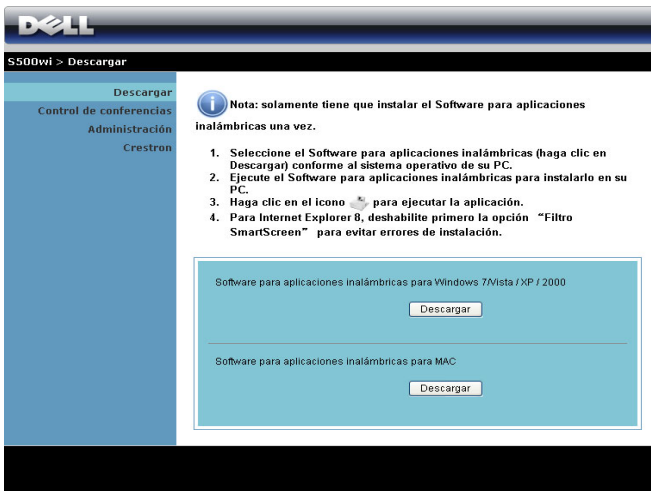 DELL
S500wi > Descargar
Descargar
Control de conferencias
Administración
Crestron
Nota: solamente tiene que instalar el Software para aplicaciones
inalámbricas una vez.
1. Seleccione el Software para aplicaciones inalámbricas (haga clic en
Descargar) conforme al sistema operativo de su PC.
2. Ejecute el Software para aplicaciones inalámbricas para instalarlo en su
PC.
3. Haga clic en el icono para ejecutar la aplicación.
4. Para Internet Explorer 8, deshabilite primero la opción “Filtro
SmartScreen” para evitar errores de instalación.
Software para aplicaciones inalámbricas para Windows 7/Vista / XP / 2000
Descargar
Software para aplicaciones inalámbricas para MAC
Descargar